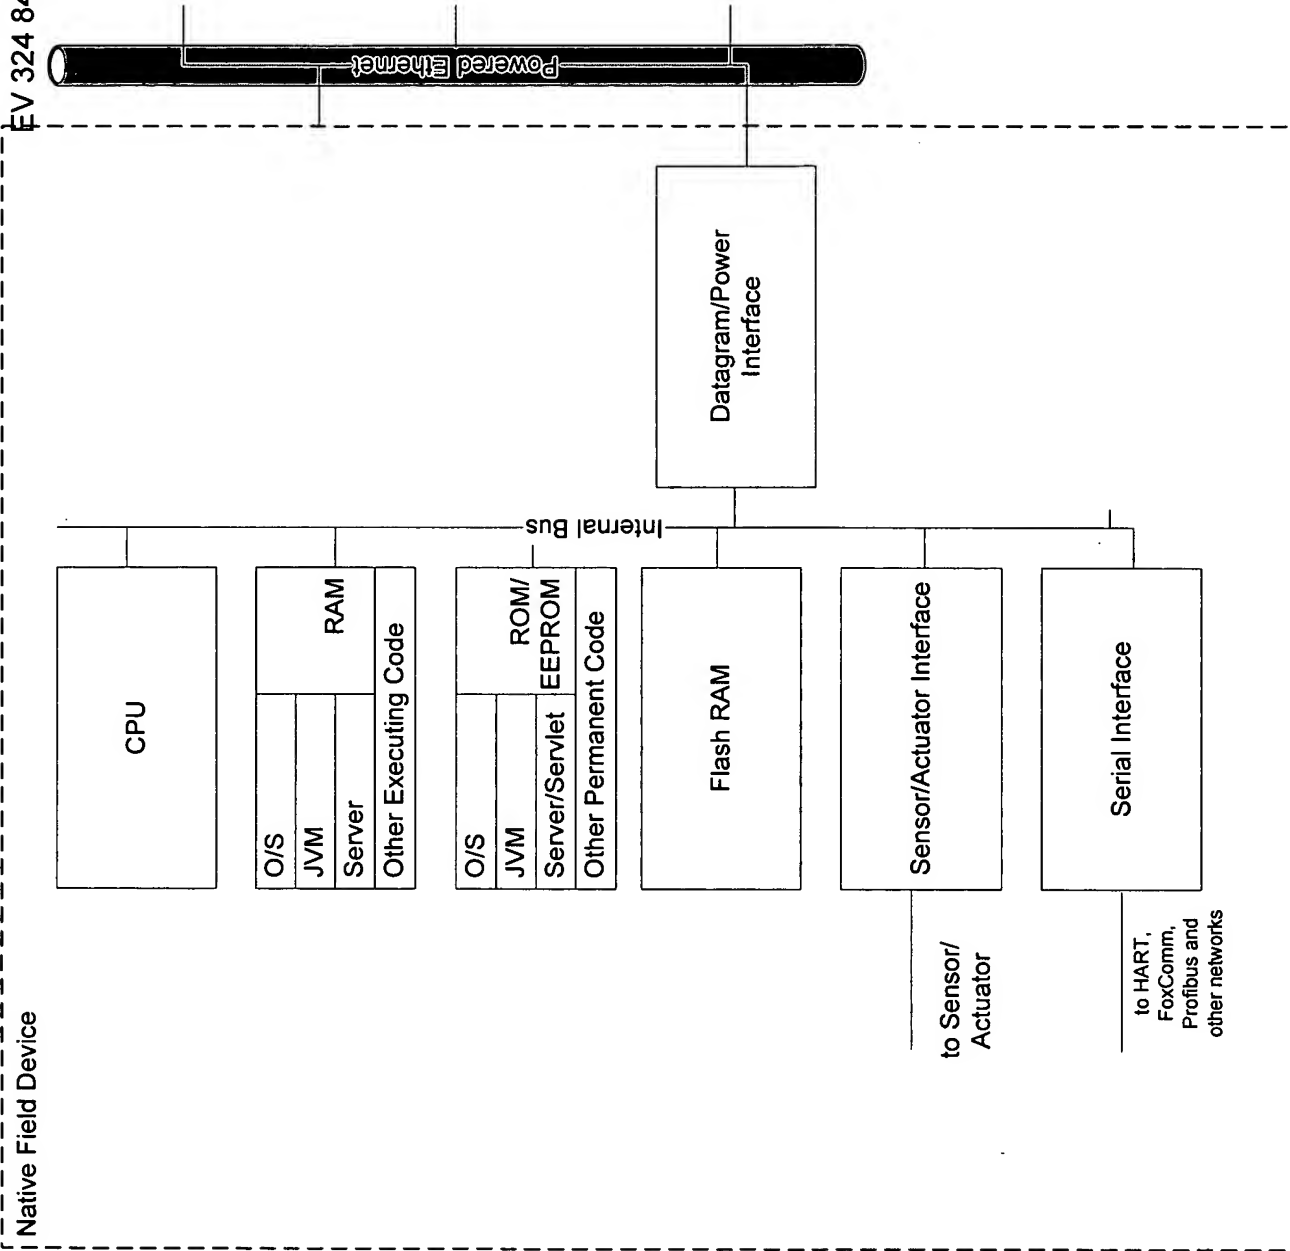 EV 324 84
Powered Ethernet
Native Field Device
Datagram/Power
Interface
Internal Bus
CPU
O/S
JVM
Server
RAM
Other Executing Code
O/S
JVM
Server/Servlet
ROM/
EEPROM
Other Permanent Code
Flash RAM
Sensor/Actuator Interface
Serial Interface
to Sensor/
Actuator
to HART,
FoxComm,
Profibus and
other networks